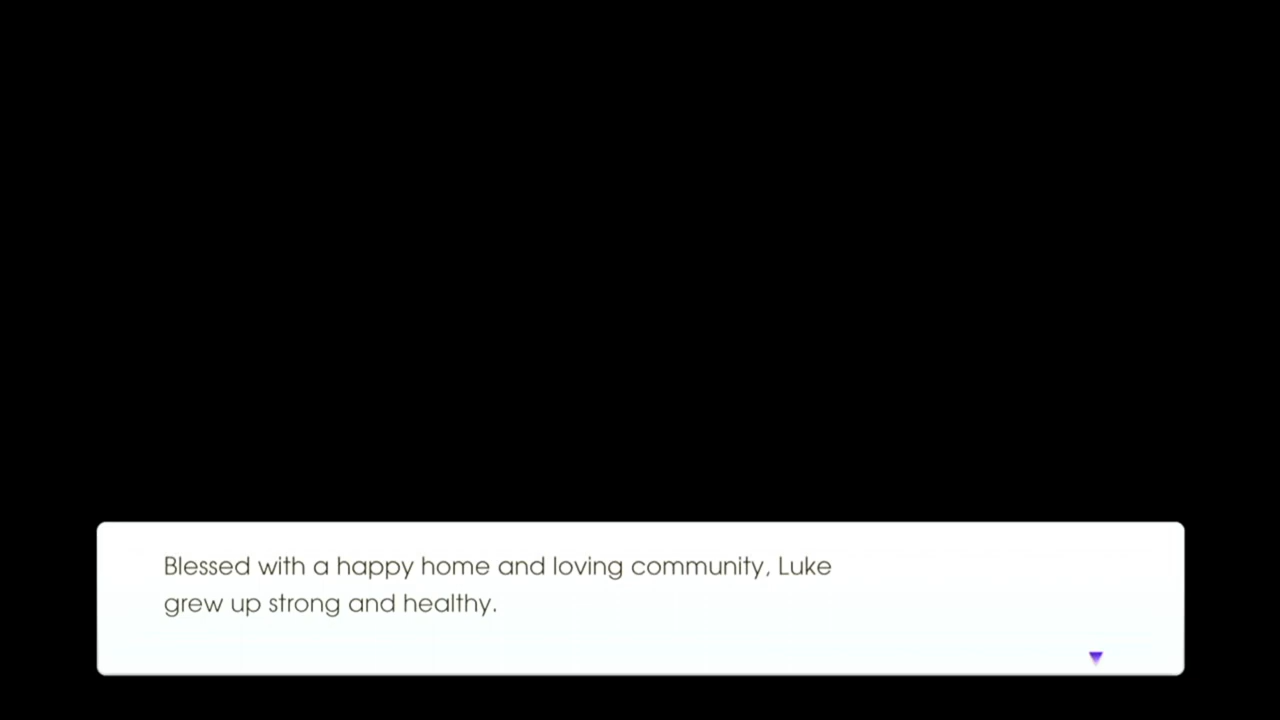 Blessed with a happy home and loving community, Luke
grew up strong and healthy.